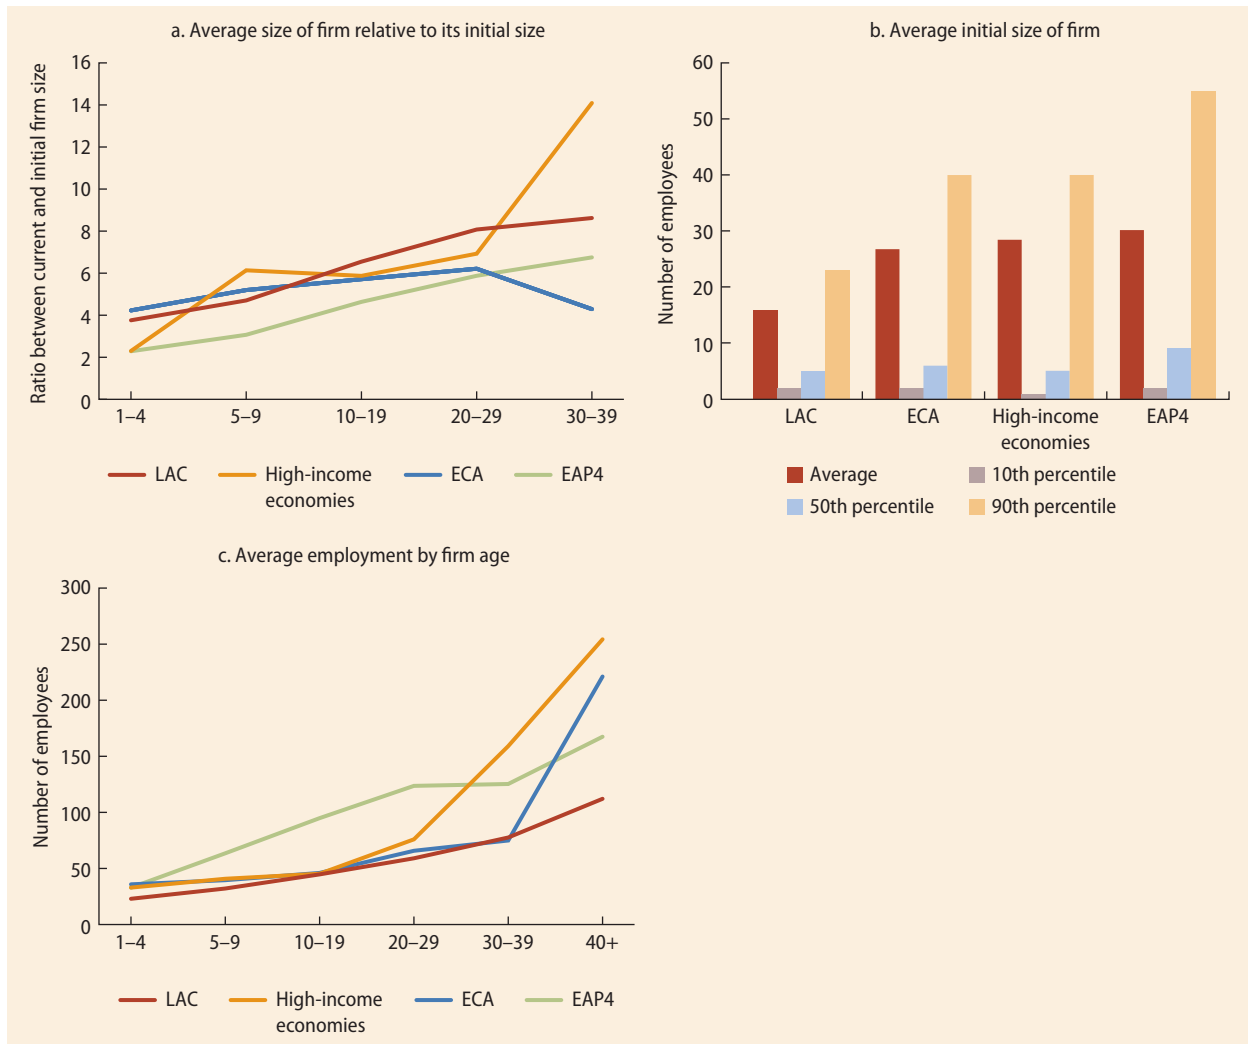 a. Average size of firm relative to its initial size
Ratio between current and initial firm size
16
14
12
10
8
6
4
2
0
1–4 5–9 10–19 20–29 30–39
LAC High-income economies ECA EAP4
b. Average initial size of firm
Number of employees
60
50
40
30
20
10
0
LAC ECA High-income economies EAP4
Average 10th percentile
50th percentile 90th percentile
c. Average employment by firm age
Number of employees
300
250
200
150
100
50
0
1–4 5–9 10–19 20–29 30–39 40+
LAC High-income economies ECA EAP4